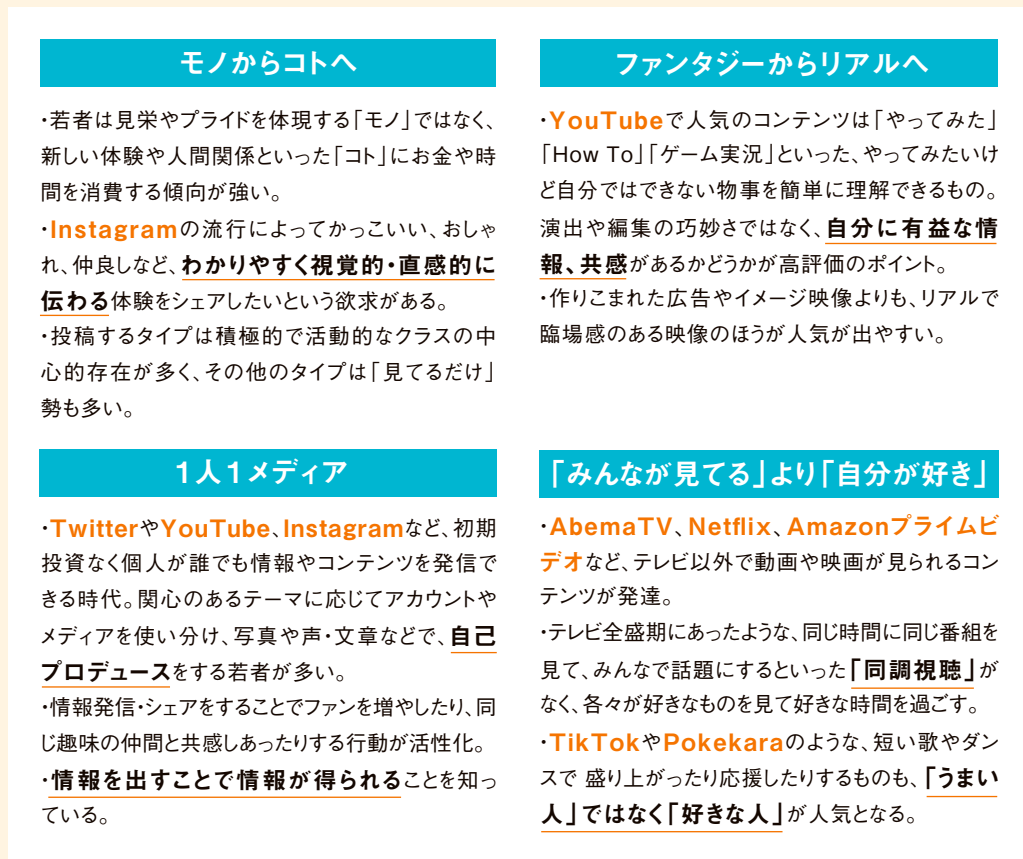 モノからコトへ
・若者は見栄やプライドを体現する「モノ」ではなく、
新しい体験や人間関係といった「コト」にお金や時
間を消費する傾向が強い。
・Instagramの流行によってかっこいい、おしゃ
れ、仲良しなど、わかりやすく視覚的・直感的に
伝わる体験をシェアしたいという欲求がある。
・投稿するタイプは積極的で活動的なクラスの中
心的存在が多く、その他のタイプは「見てるだけ」
勢も多い。
ファンタジーからリアルへ
・YouTubeで人気のコンテンツは「やってみた」
「How To」「ゲーム実況」といった、やってみたいけ
ど自分ではできない物事を簡単に理解できるもの。
演出や編集の巧妙さではなく、自分に有益な情
報、共感があるかどうかが高評価のポイント。
・作りこまれた広告やイメージ映像よりも、リアルで
臨場感のある映像のほうが人気が出やすい。
1人1メディア
・TwitterやYouTube、Instagramなど、初期
投資なく個人が誰でも情報やコンテンツを発信で
きる時代。関心のあるテーマに応じてアカウントや
メディアを使い分け、写真や声・文章などで、自己
プロデュースをする若者が多い。
・情報発信・シェアをすることでファンを増やしたり、同
じ趣味の仲間と共感しあったりする行動が活性化。
・情報を出すことで情報が得られることを知っ
ている。
「みんなが見てる」より「自分が好き」
・AbemaTV、Netflix、Amazonプライムビ
デオなど、テレビ以外で動画や映画が見られるコン
テンツが発達。
・テレビ全盛期にあったような、同じ時間に同じ番組を
見て、みんなで話題にするといった「同調視聴」が
なく、各々が好きなものを見て好きな時間を過ごす。
・TikTokやPokekaraのような、短い歌やダン
スで 盛り上がったり応援したりするものも、「うまい
人」ではなく「好きな人」が人気となる。